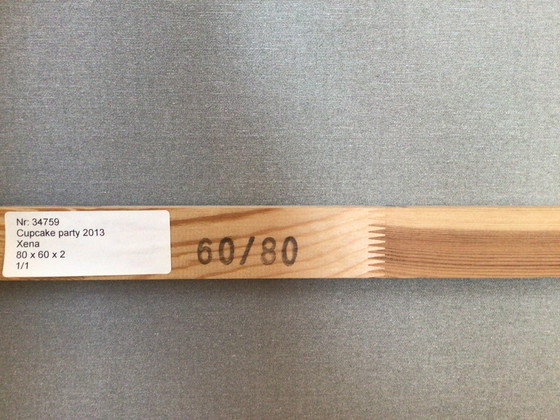 Nr: 34759
Cupcake party 2013
Xena
80 x 60 x 2
1/1
60/80